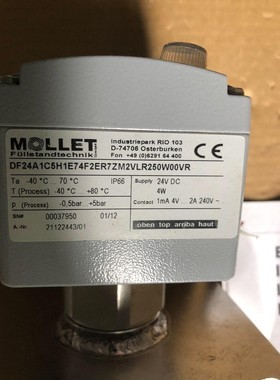 MOLLET
Füllstandtechnik
Industriepark RIO 103
D-74706 Osterburken
Fon +49 (0)6291 64 400
CE
DF24A1C5H1E74F2ER7ZM2VLR250W00VR
Ta -40 °C ... 70 °C IP66
T (Process) -40 °C ... +80 °C
p (Process) -0,5bar ...+5bar
Supply 24V DC
4W
Contact 1mA 4V ... 2A 240V ~
SN# 00037950 01/12
A.-Nr. 21122443/01
oben top arriba haut